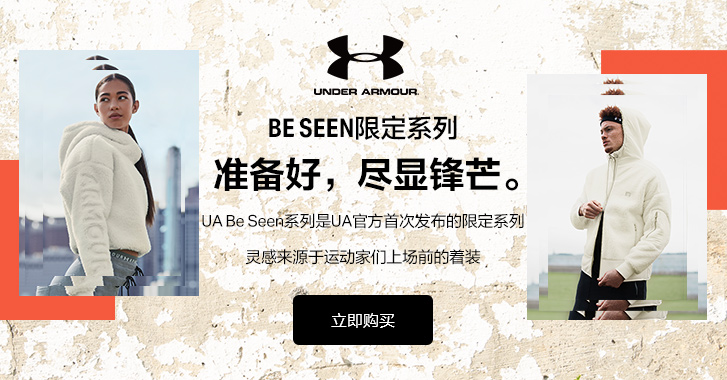 UNDER ARMOUR
BE SEEN限定系列
准备好，尽显锋芒。
UA Be Seen系列是UA官方首次发布的限定系列
灵感来源于运动家们上场前的着装
立即购买